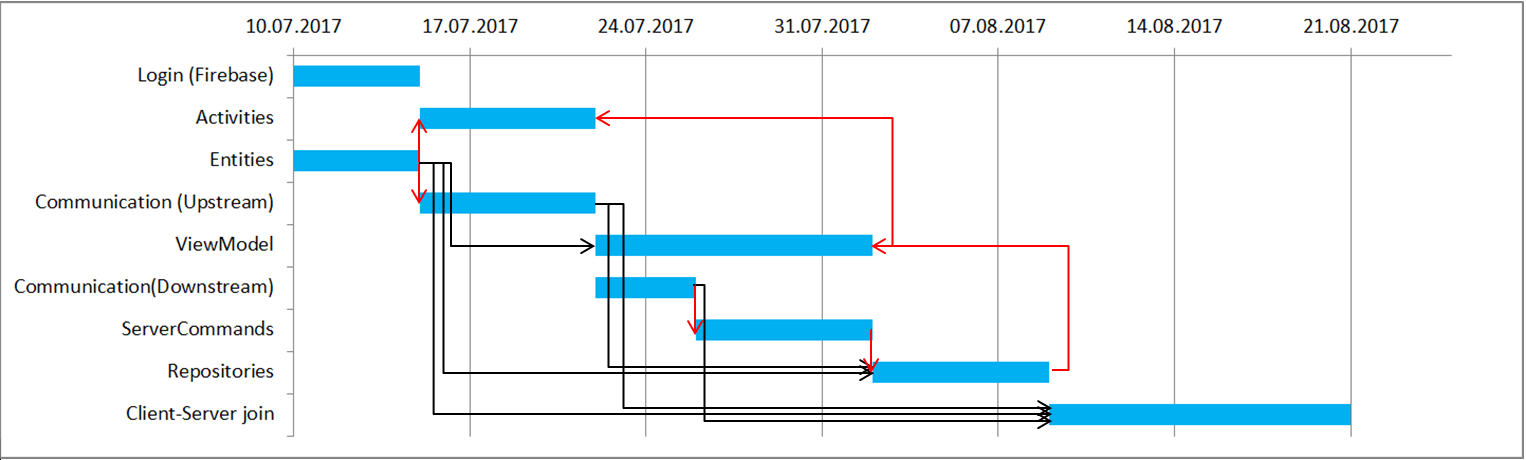 10.07.2017 17.07.2017 24.07.2017 31.07.2017 07.08.2017 14.08.2017 21.08.2017
Login (Firebase)
Activities
Entities
Communication (Upstream)
ViewModel
Communication(Downstream)
ServerCommands
Repositories
Client-Server join